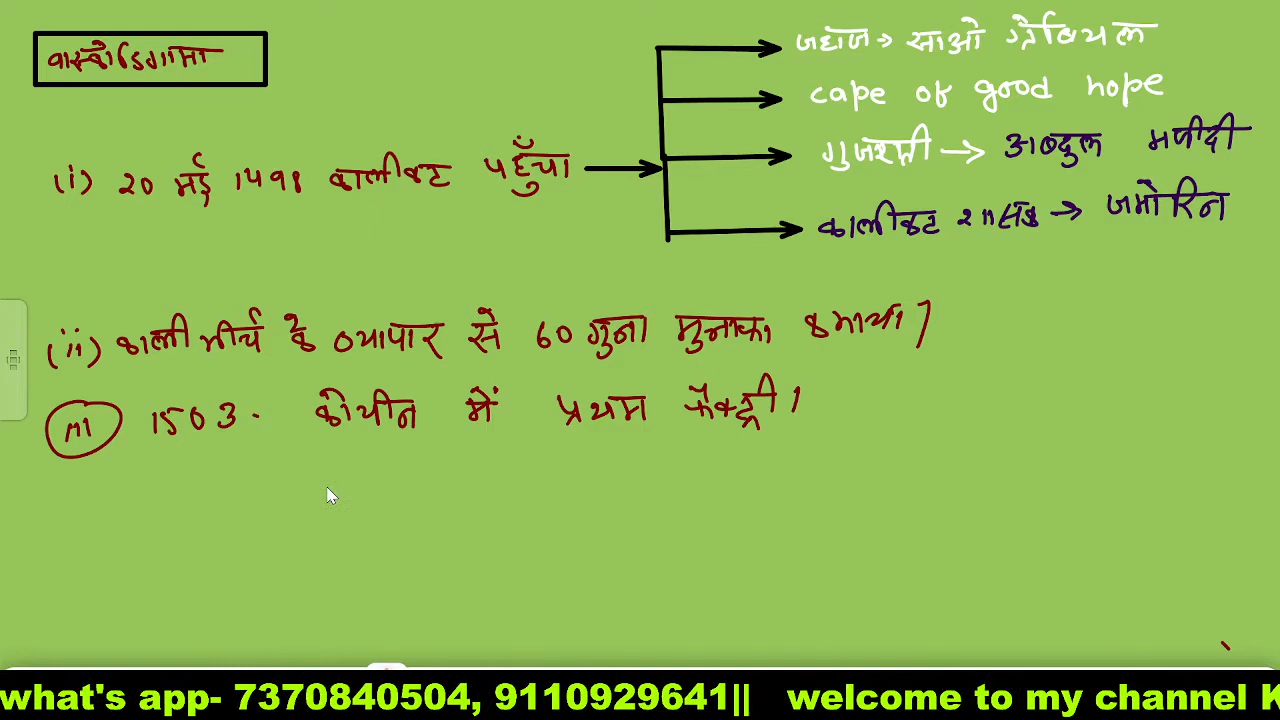 वास्कोडिगामा
जहाज → साओ ग्रैबियल
cape of good hope
गुजराती → अब्दुल मजीदी
कालीकट शासक → जमोरिन
(i) 20 मई 1498 कालीकट पहुँचा
(ii) काली मीर्च के व्यापार से 60 गुना मुनाफा कमाया।
(iii) 1503. कोचीन में प्रथम फैक्ट्री।
what's app- 7370840504, 9110929641|| welcome to my channel K